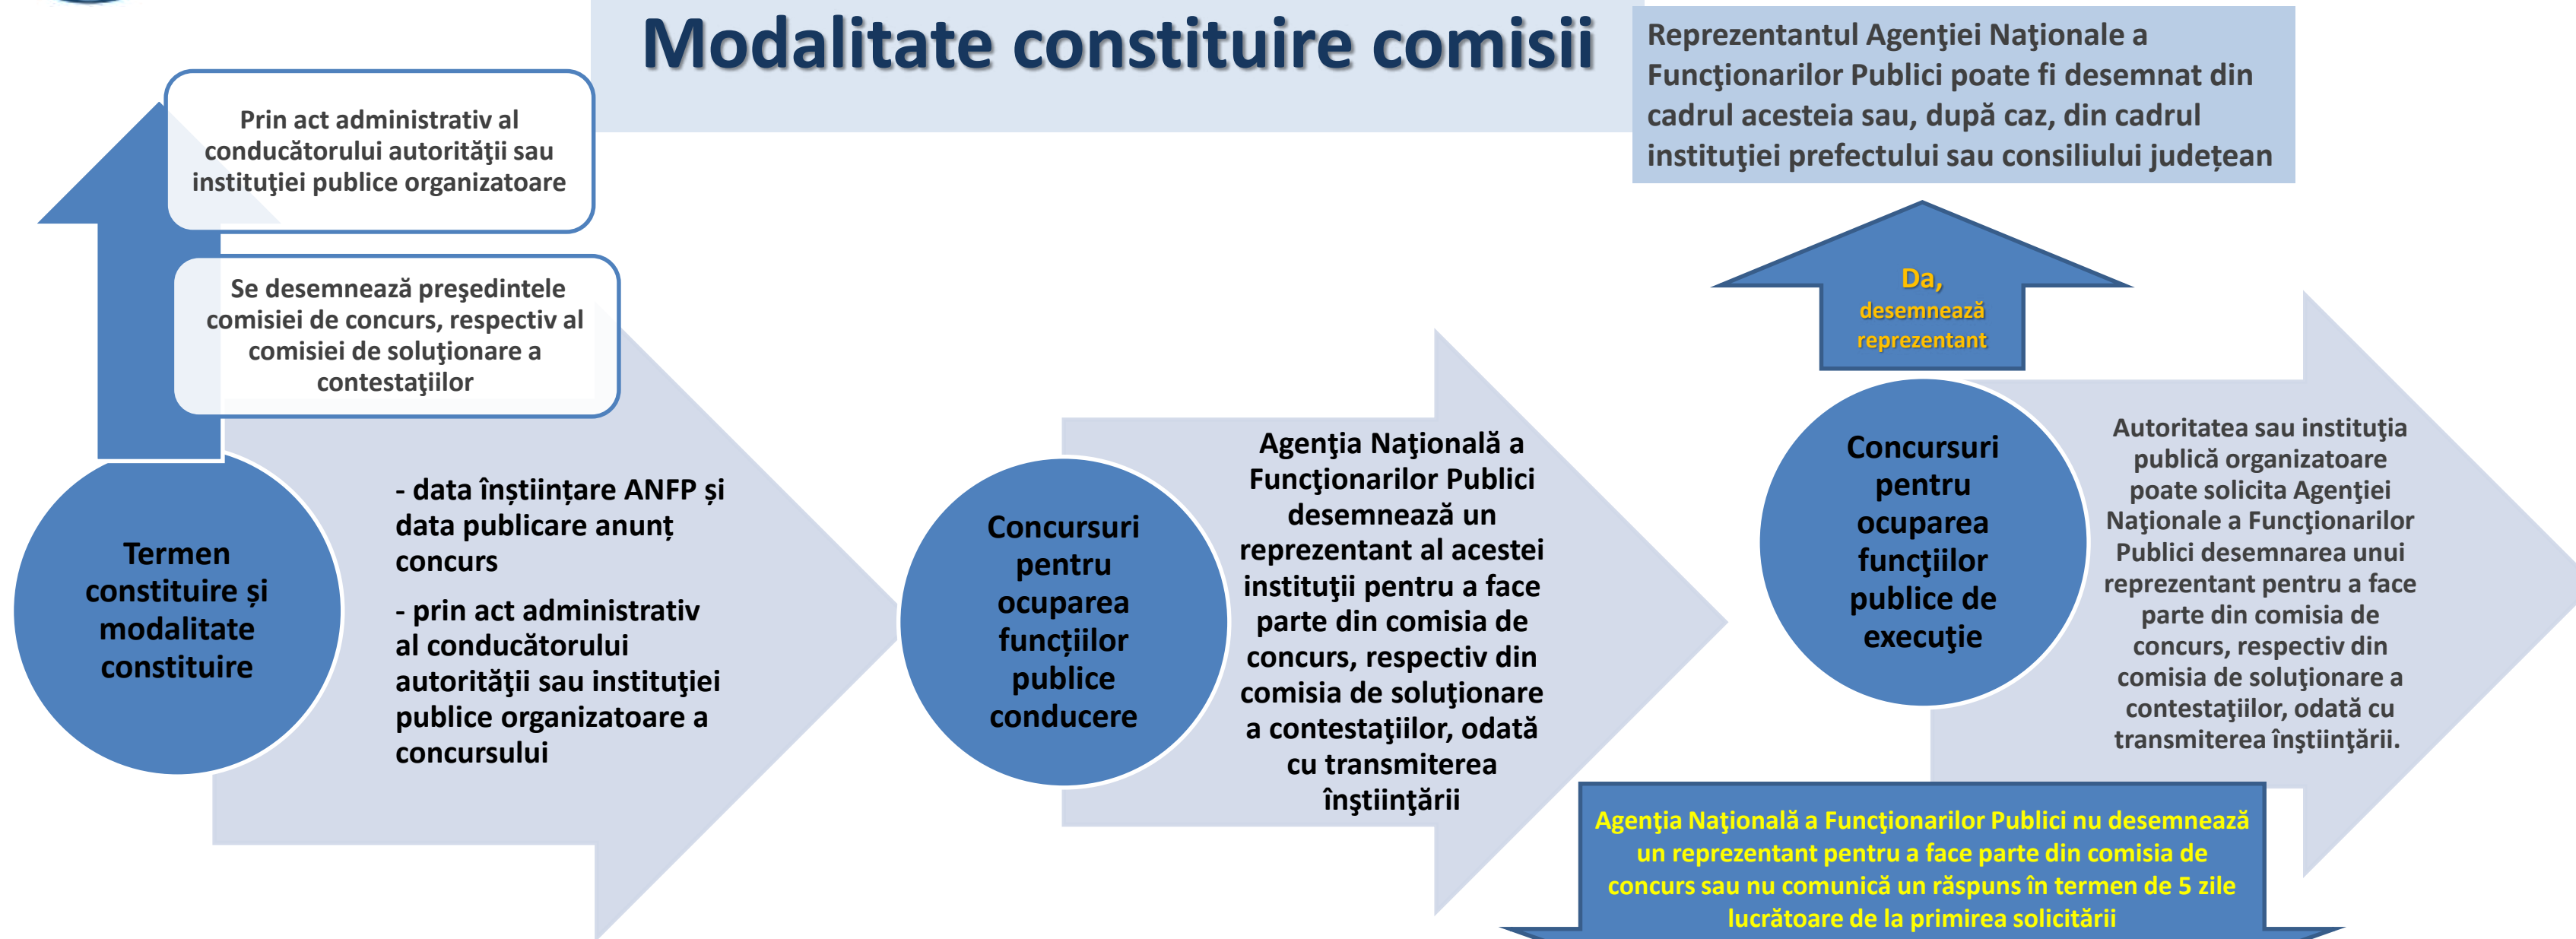 Modalitate constituire comisii
Reprezentantul Agenţiei Naţionale a
Funcţionarilor Publici poate fi desemnat din
cadrul acesteia sau, după caz, din cadrul
instituţiei prefectului sau consiliului județean
Prin act administrativ al
conducătorului autorităţii sau
instituţiei publice organizatoare
Se desemnează preşedintele
comisiei de concurs, respectiv al
comisiei de soluţionare a
contestaţiilor
Termen
constituire și
modalitate
constituire
- data înștiințare ANFP și
data publicare anunț
concurs
- prin act administrativ
al conducătorului
autorităţii sau instituţiei
publice organizatoare a
concursului
Concursuri
pentru
ocuparea
funcțiilor
publice
conducere
Agenţia Naţională a
Funcţionarilor Publici
desemnează un
reprezentant al acestei
instituţii pentru a face
parte din comisia de
concurs, respectiv din
comisia de soluţionare
a contestaţiilor, odată
cu transmiterea
înştiinţării
Da,
desemnează
reprezentant
Concursuri
pentru
ocuparea
funcţiilor
publice de
execuţie
Autoritatea sau instituţia
publică organizatoare
poate solicita Agenţiei
Naţionale a Funcţionarilor
Publici desemnarea unui
reprezentant pentru a face
parte din comisia de
concurs, respectiv din
comisia de soluţionare a
contestaţiilor, odată cu
transmiterea înştiinţării.
Agenţia Naţională a Funcţionarilor Publici nu desemnează
un reprezentant pentru a face parte din comisia de
concurs sau nu comunică un răspuns în termen de 5 zile
lucrătoare de la primirea solicitării